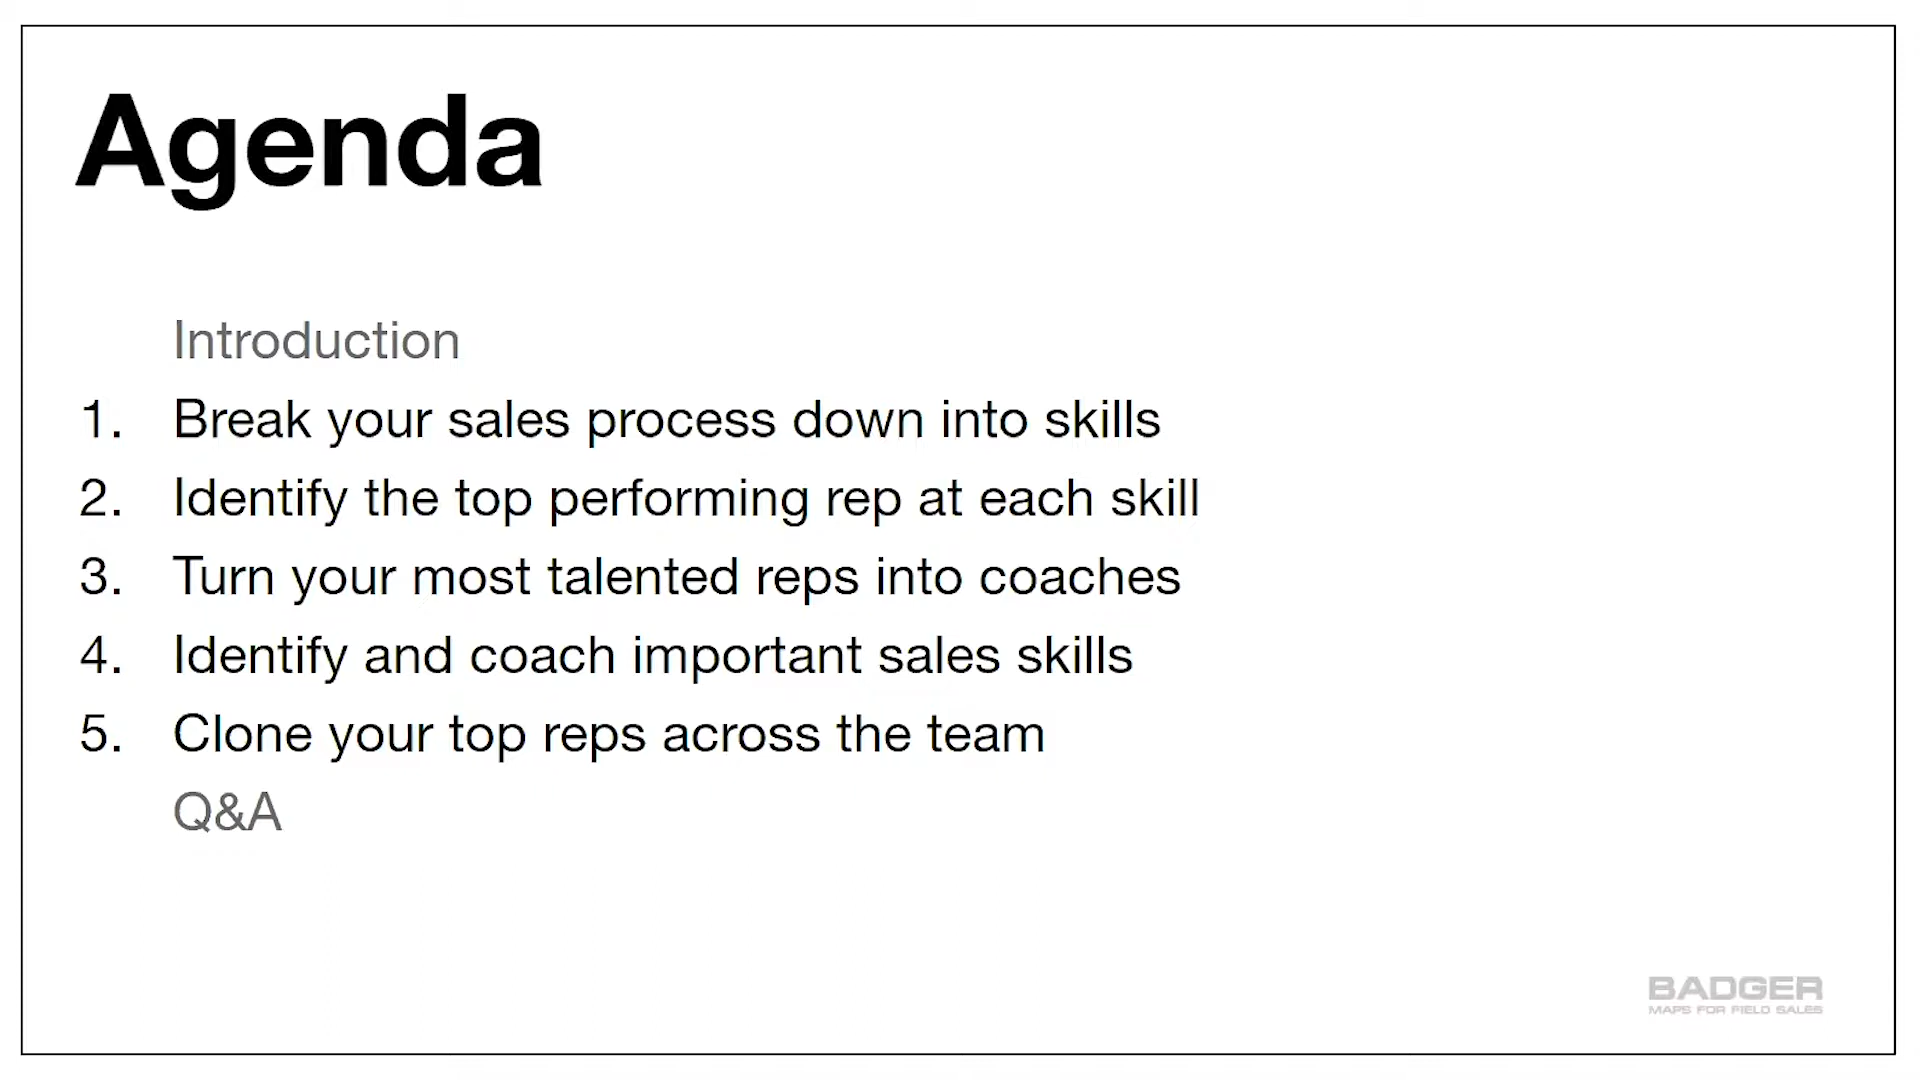 Agenda
Introduction
1. Break your sales process down into skills
2. Identify the top performing rep at each skill
3. Turn your most talented reps into coaches
4. Identify and coach important sales skills
5. Clone your top reps across the team
Q&A
BADGER
MAPS FOR FIELD SALES